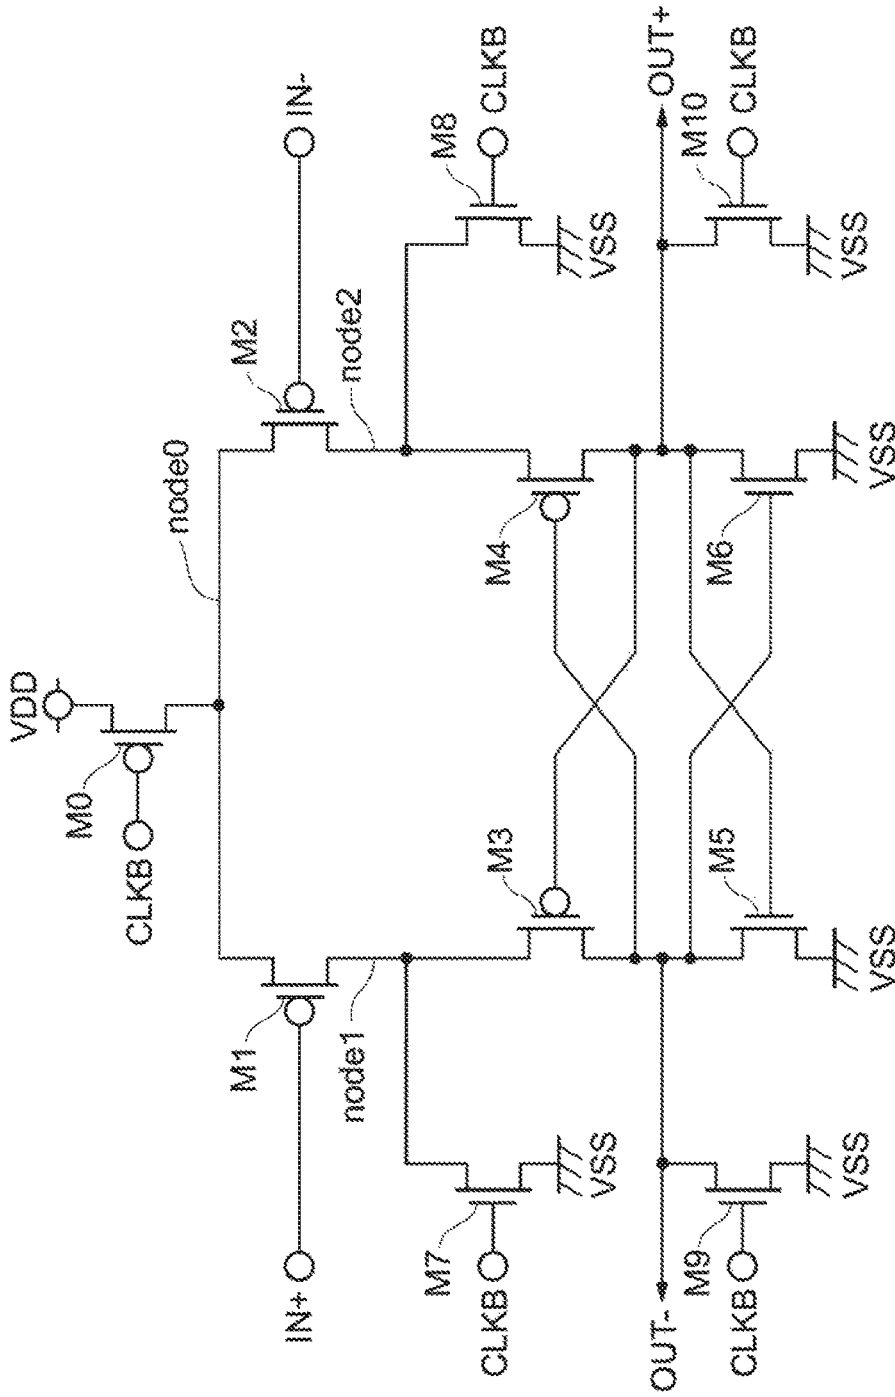 VDD
M0
CLKB
node0
M1
M2
IN+
IN-
node1
node2
M7
M8
CLKB
CLKB
VSS
VSS
M3
M4
OUT-
OUT+
M9
M5
M6
M10
CLKB
CLKB
VSS
VSS
VSS
VSS